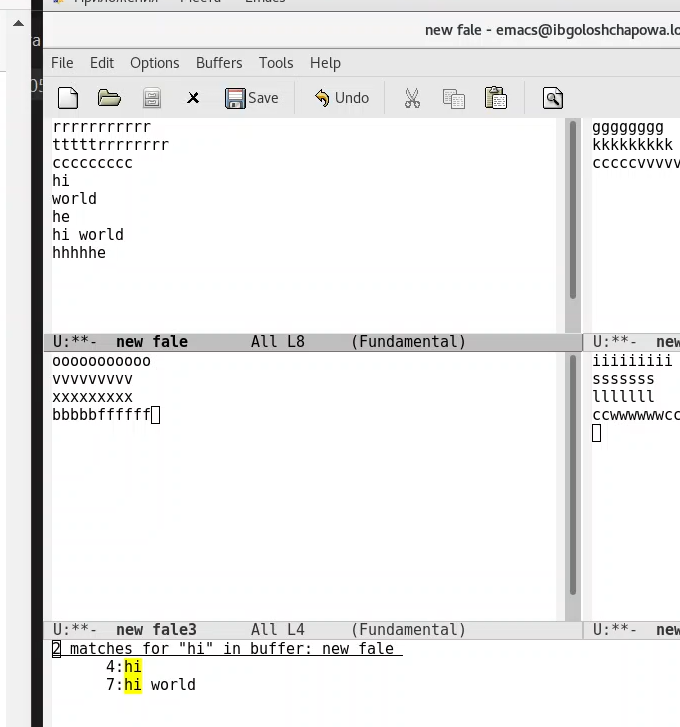 Приложения Места Emacs
new fale - emacs@ibgoloshchapowa.lo
File Edit Options Buffers Tools Help
Save Undo
rrrrrrrrrrr
tttttrrrrrrrr
ccccccccc
hi
world
he
hi world
hhhhhe
gggggggg
kkkkkkkkk
cccccvvvvv
U:**- new fale All L8 (Fundamental)
U:**- new
ooooooooooo
vvvvvvvvv
xxxxxxxxx
bbbbbffffff
iiiiiiiii
sssssss
lllllll
ccwwwwwwcc
U:**- new fale3 All L4 (Fundamental)
U:**- new
2 matches for "hi" in buffer: new fale
4:hi
7:hi world